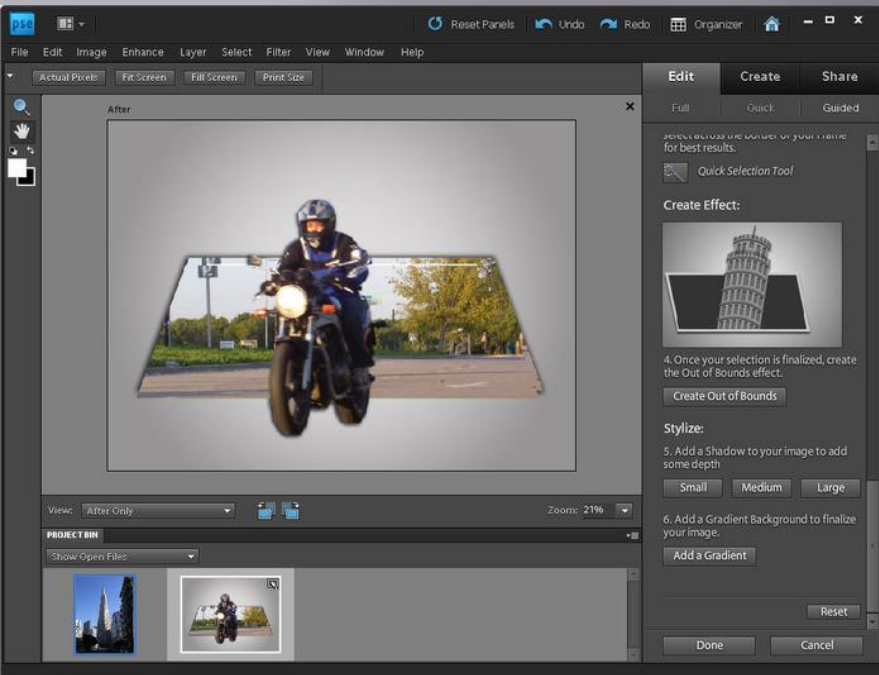 pse
Reset Panels Undo Redo Organizer
File Edit Image Enhance Layer Select Filter View Window Help
Actual Pixels Fit Screen Fill Screen Print Size
Edit Create Share
Full Quick Guided
After
select across the border of your Frame
for best results.
Quick Selection Tool
Create Effect:
4. Once your selection is finalized, create
the Out of Bounds effect.
Create Out of Bounds
Stylize:
5. Add a Shadow to your image to add
some depth
Small Medium Large
6. Add a Gradient Background to finalize
your image.
Add a Gradient
Reset
Done Cancel
View: After Only
Zoom: 21%
PROJECT BIN
Show Open Files